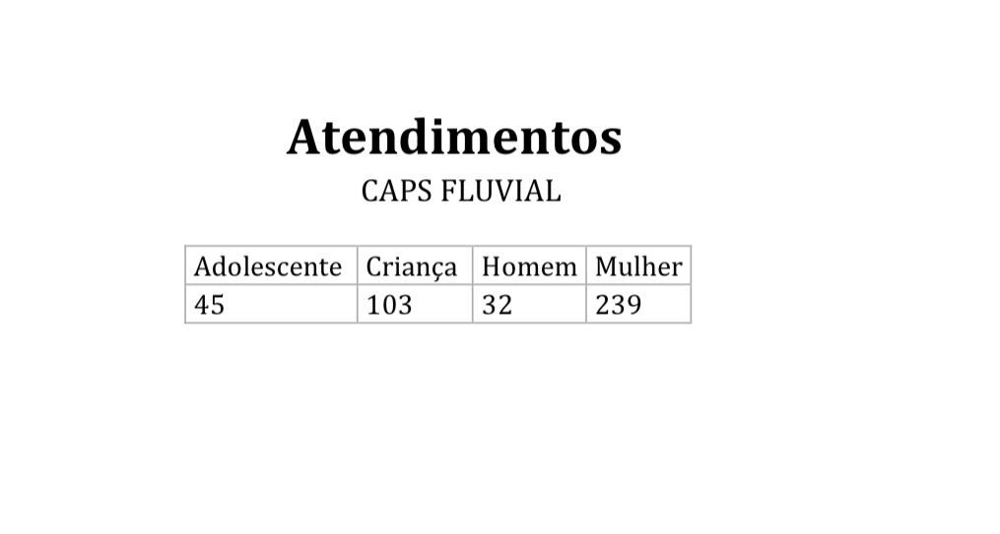 Atendimentos
CAPS FLUVIAL
Adolescente Criança Homem Mulher
45 103 32 239